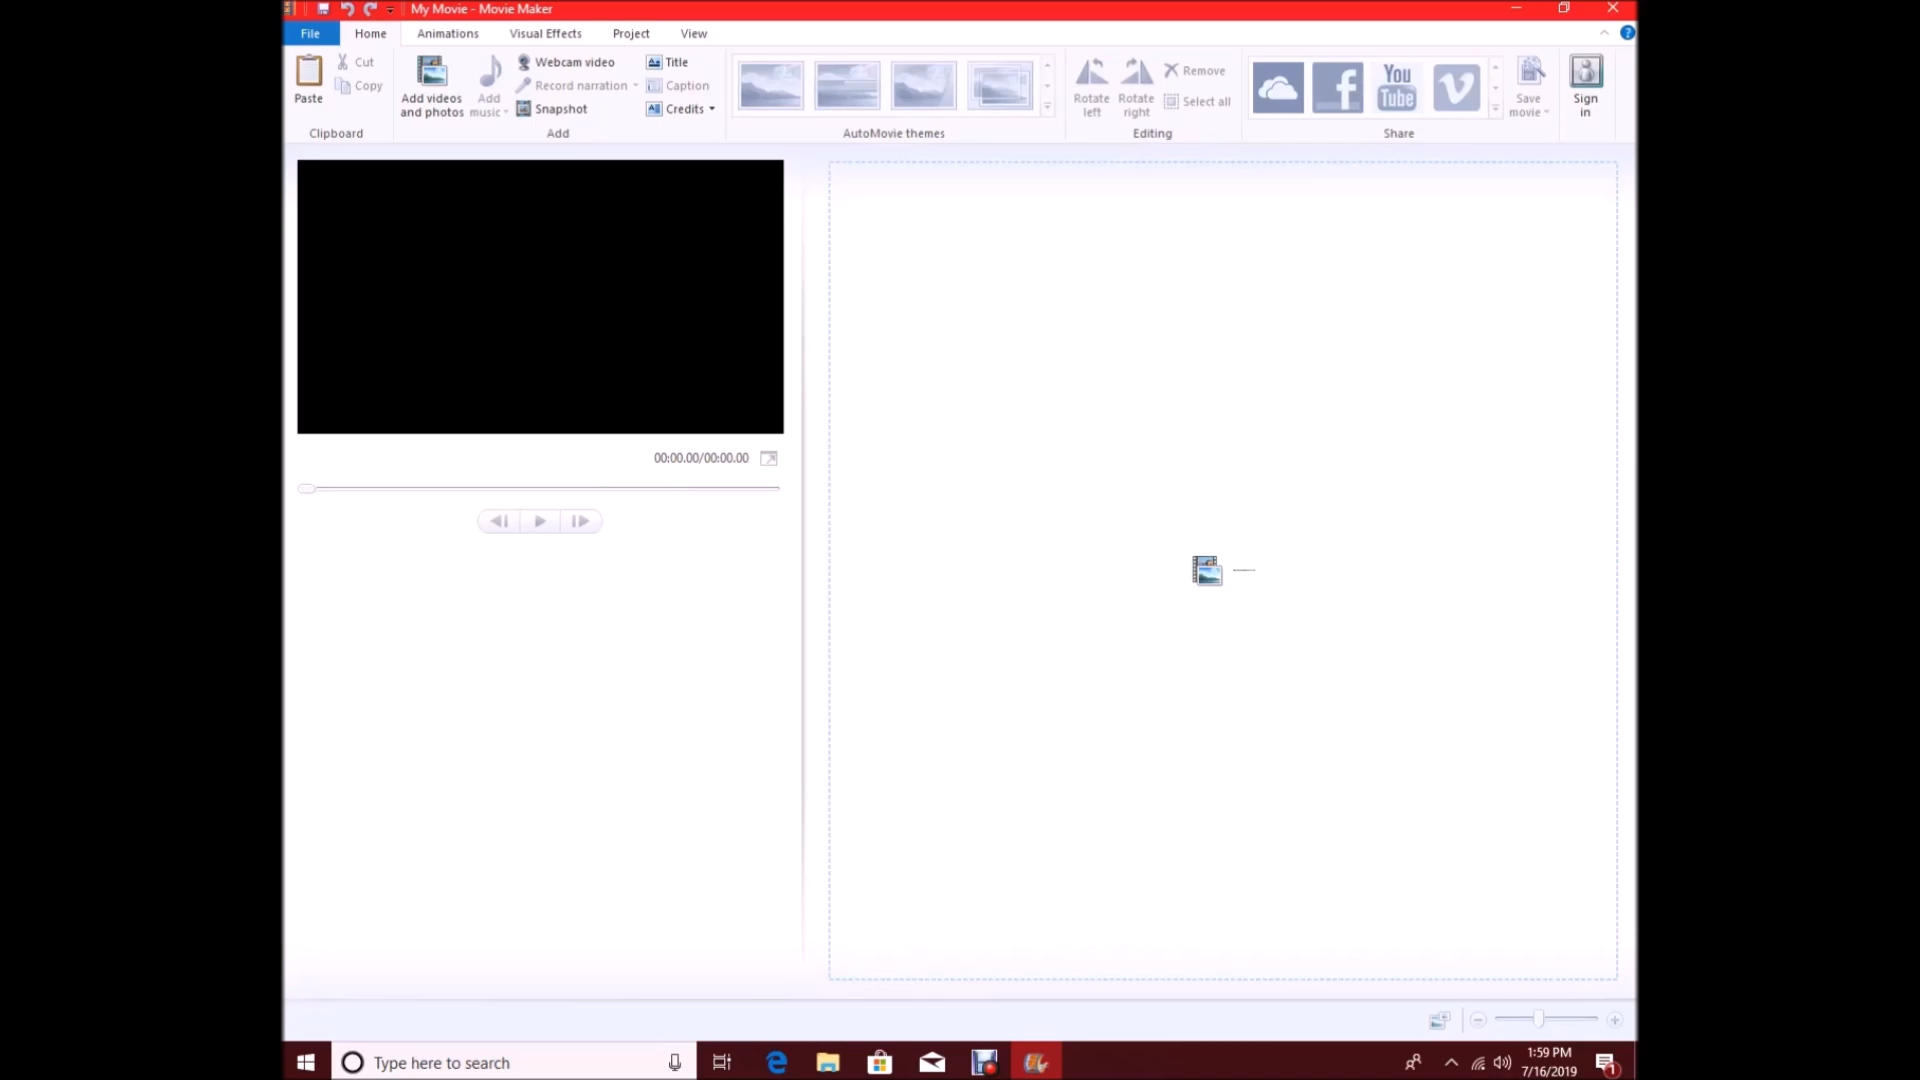 My Movie - Movie Maker
File Home Animations Visual Effects Project View
Paste
Cut
Copy
Clipboard
Add videos
and photos
Add
music
Webcam video
Record narration
Snapshot
Title
Caption
Credits
Add
AutoMovie themes
Rotate
left
Rotate
right
Remove
Select all
Editing
You
Tube
Save
movie
Share
Sign
in
00:00.00/00:00.00
Type here to search
1:59 PM
7/16/2019
1